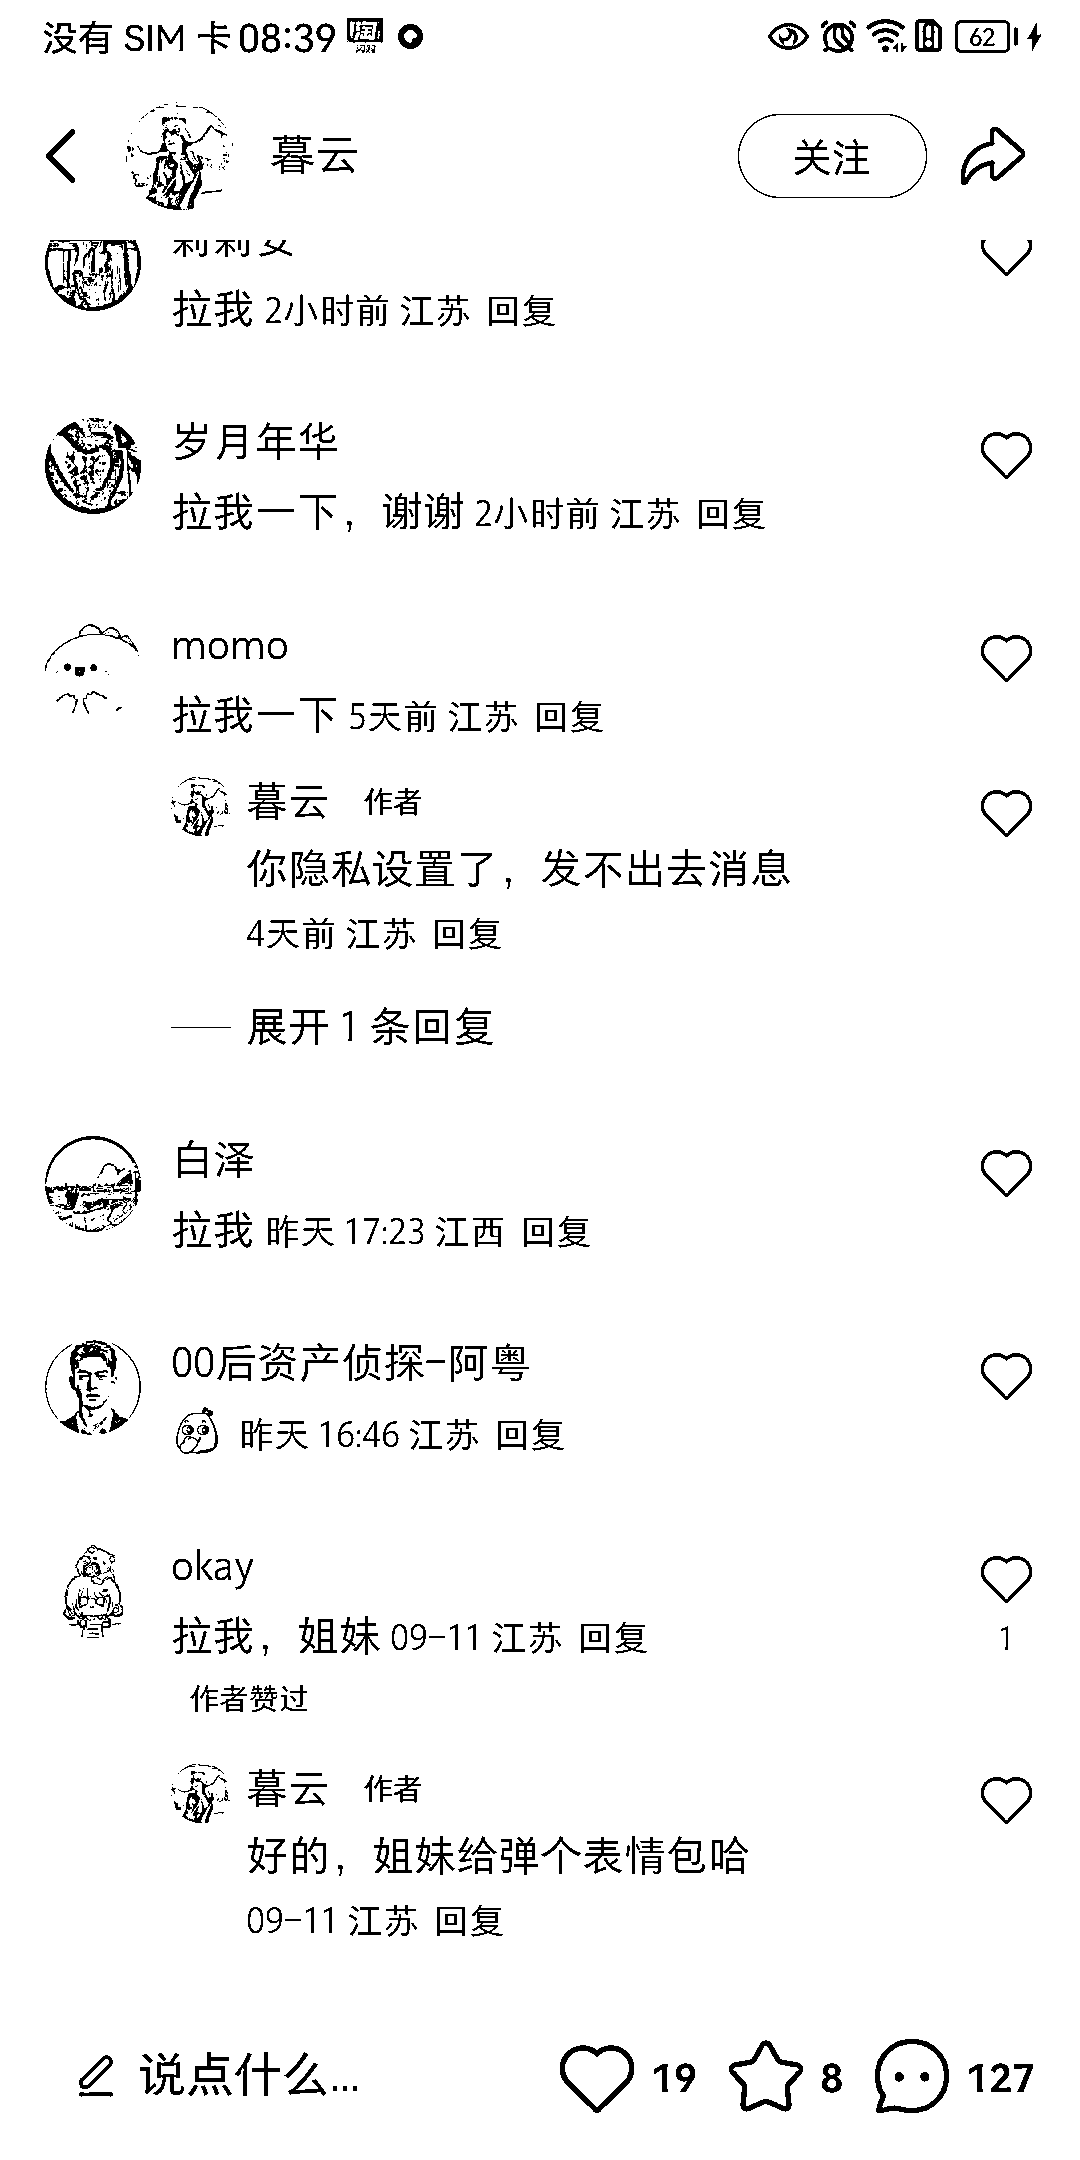 没有 SIM 卡 08:39 62
暮云 关注
莉莉安
拉我 2小时前 江苏 回复
岁月年华
拉我一下，谢谢 2小时前 江苏 回复
momo
拉我一下 5天前 江苏 回复
暮云 作者
你隐私设置了，发不出去消息
4天前 江苏 回复
展开 1 条回复
白泽
拉我 昨天 17:23 江西 回复
00后资产侦探-阿粤
昨天 16:46 江苏 回复
okay
拉我，姐妹 09-11 江苏 回复
1
作者赞过
暮云 作者
好的，姐妹给弹个表情包哈
09-11 江苏 回复
说点什么... 19 8 127